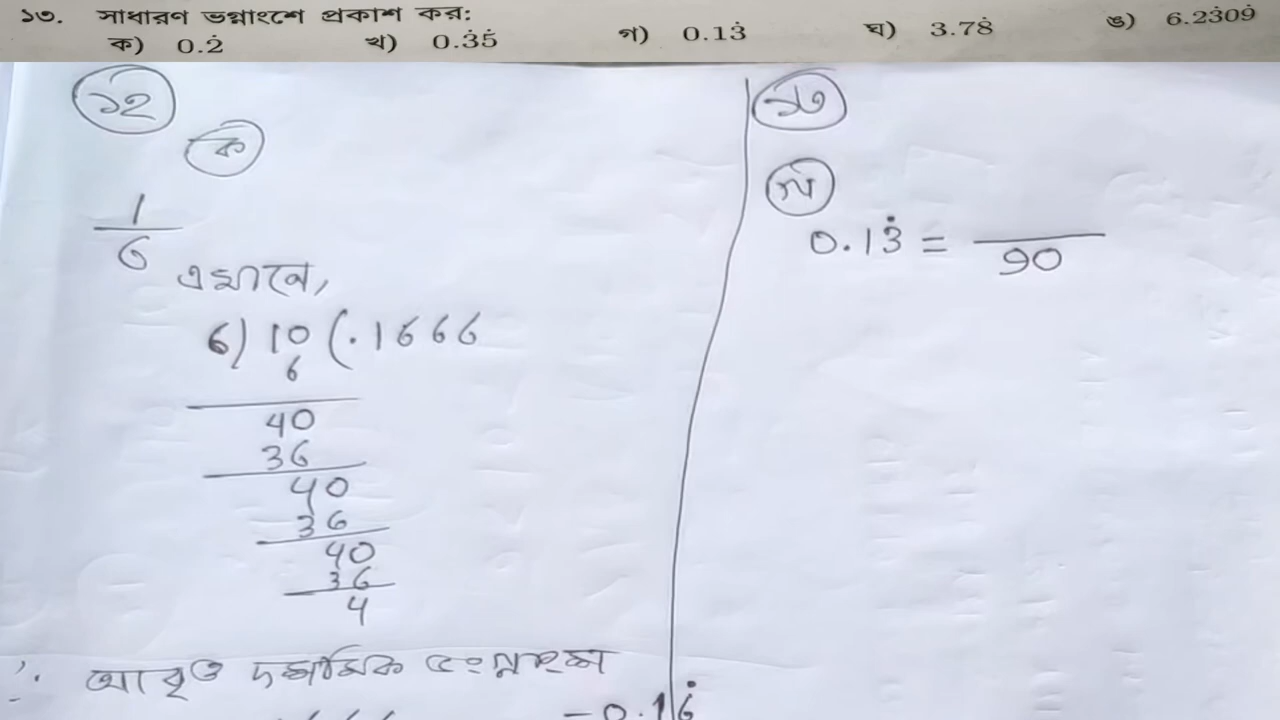 ১৩. সাধারণ ভগ্নাংশে প্রকাশ কর:
ক) 0.2̇ খ) 0.3̇5̇ গ) 0.13̇ ঘ) 3.78̇ ঙ) 6.23̇09̇
১২
ক
1
6
এখানে,
6) 10 (.1666
6
40
36
40
36
40
36
4
∴ আবৃত দশমিক
= 0.16̇
১৩
গ
0.13̇ =
90